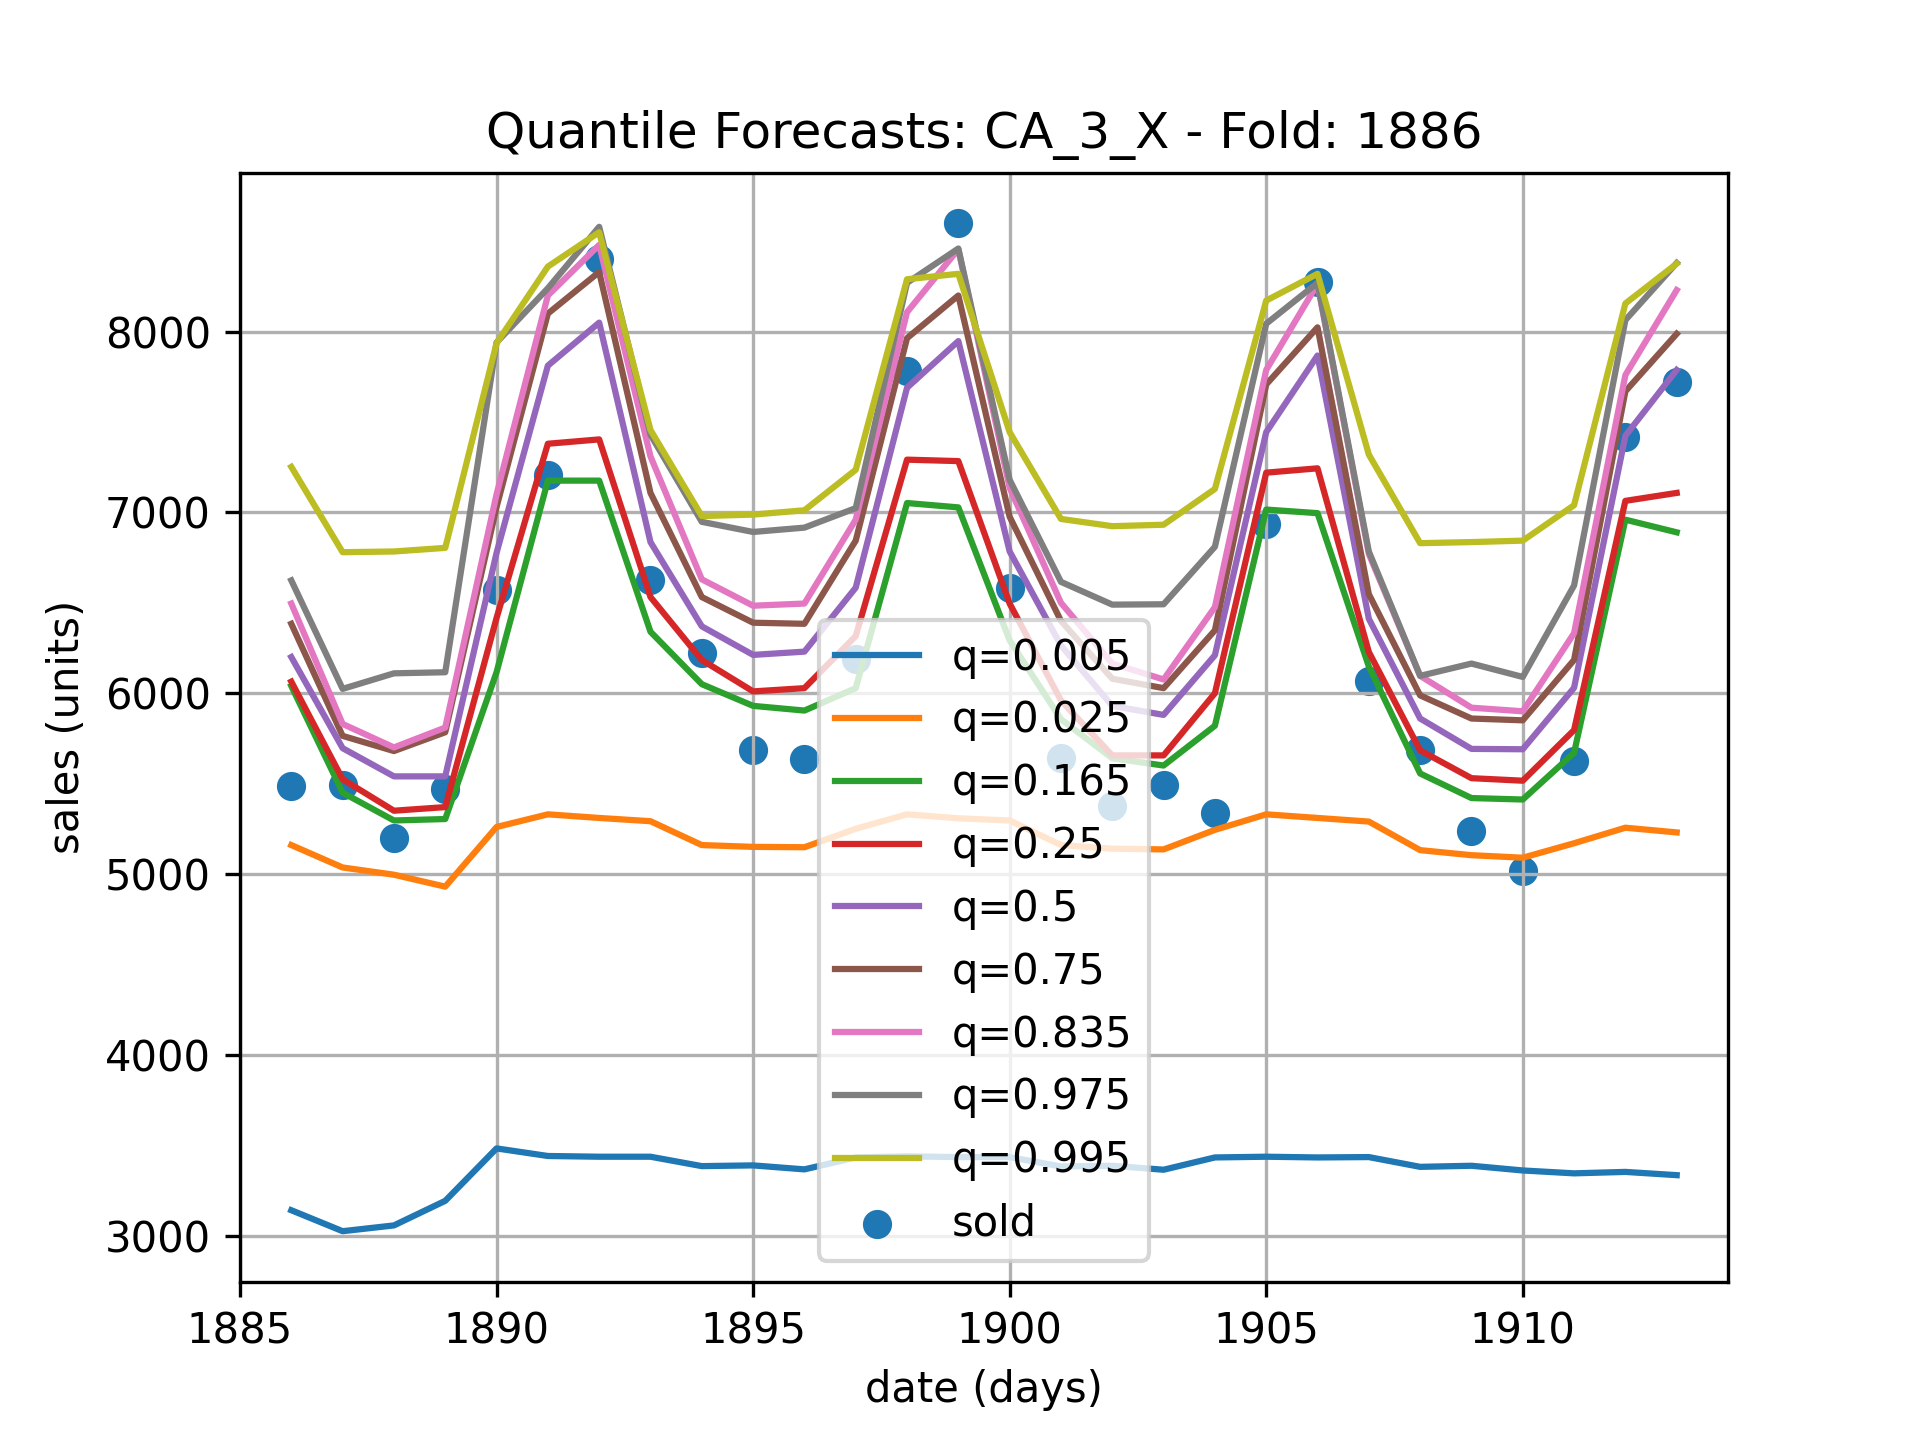 Quantile Forecasts: CA_3_X - Fold: 1886
sales (units)
8000
7000
6000
5000
4000
3000
q=0.005
q=0.025
q=0.165
q=0.25
q=0.5
q=0.75
q=0.835
q=0.975
q=0.995
sold
1885 1890 1895 1900 1905 1910
date (days)